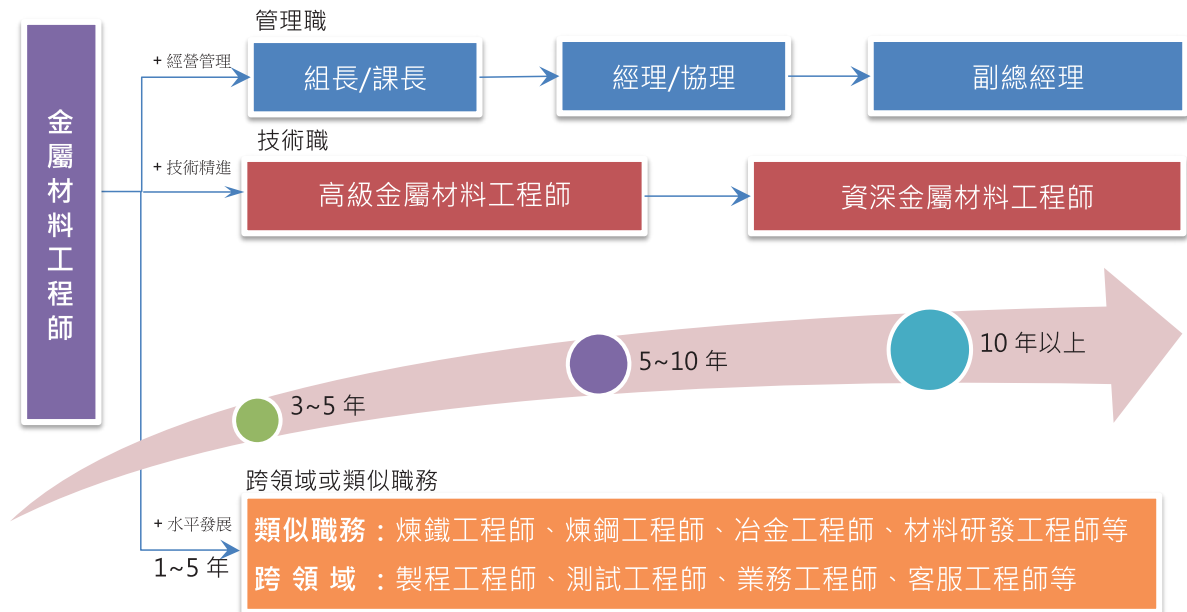 金屬材料工程師
管理職
+ 經營管理
組長/課長
經理/協理
副總經理
技術職
+ 技術精進
高級金屬材料工程師
資深金屬材料工程師
3~5 年
5~10 年
10 年以上
跨領域或類似職務
+ 水平發展
1~5 年
類似職務：煉鐵工程師、煉鋼工程師、冶金工程師、材料研發工程師等
跨 領 域 ：製程工程師、測試工程師、業務工程師、客服工程師等